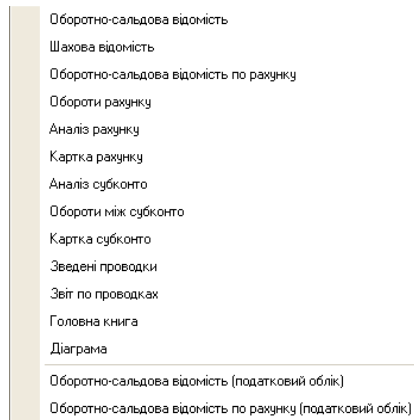 Оборотно-сальдова відомість
Шахова відомість
Оборотно-сальдова відомість по рахунку
Обороти рахунку
Аналіз рахунку
Картка рахунку
Аналіз субконто
Обороти між субконто
Картка субконто
Зведені проводки
Звіт по проводках
Головна книга
Діаграма
Оборотно-сальдова відомість (податковий облік)
Оборотно-сальдова відомість по рахунку (податковий облік)